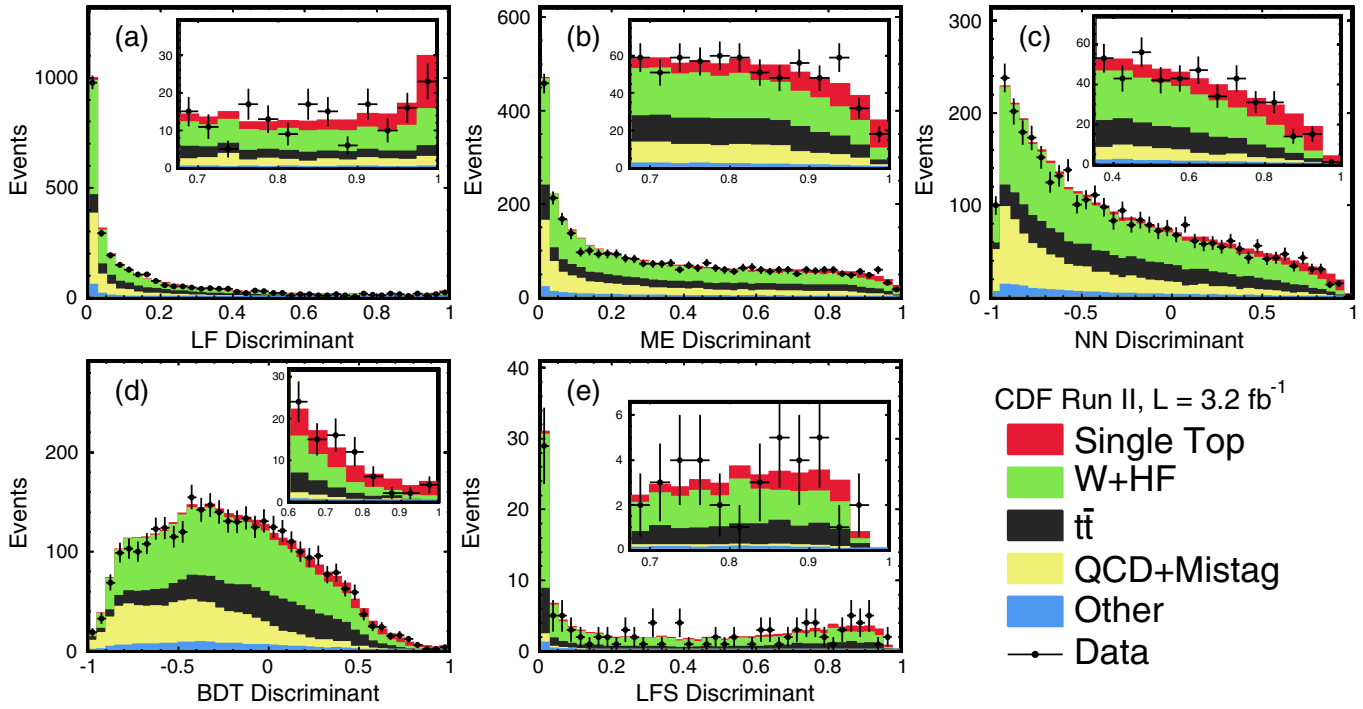 (a)
Events
1000
500
0
0 0.2 0.4 0.6 0.8 1
LF Discriminant
30
20
10
0
0.7 0.8 0.9 1
(b)
Events
600
400
200
0
0 0.2 0.4 0.6 0.8 1
ME Discriminant
60
40
20
0
0.7 0.8 0.9 1
(c)
Events
300
200
100
0
-1 -0.5 0 0.5 1
NN Discriminant
60
40
20
0
0.4 0.6 0.8 1
(d)
Events
200
100
0
-1 -0.5 0 0.5 1
BDT Discriminant
30
20
10
0
0.6 0.7 0.8 0.9 1
(e)
Events
40
30
20
10
0
0 0.2 0.4 0.6 0.8 1
LFS Discriminant
6
4
2
0
0.7 0.8 0.9 1
CDF Run II, L = 3.2 fb⁻¹
Single Top
W+HF
tt̄
QCD+Mistag
Other
Data